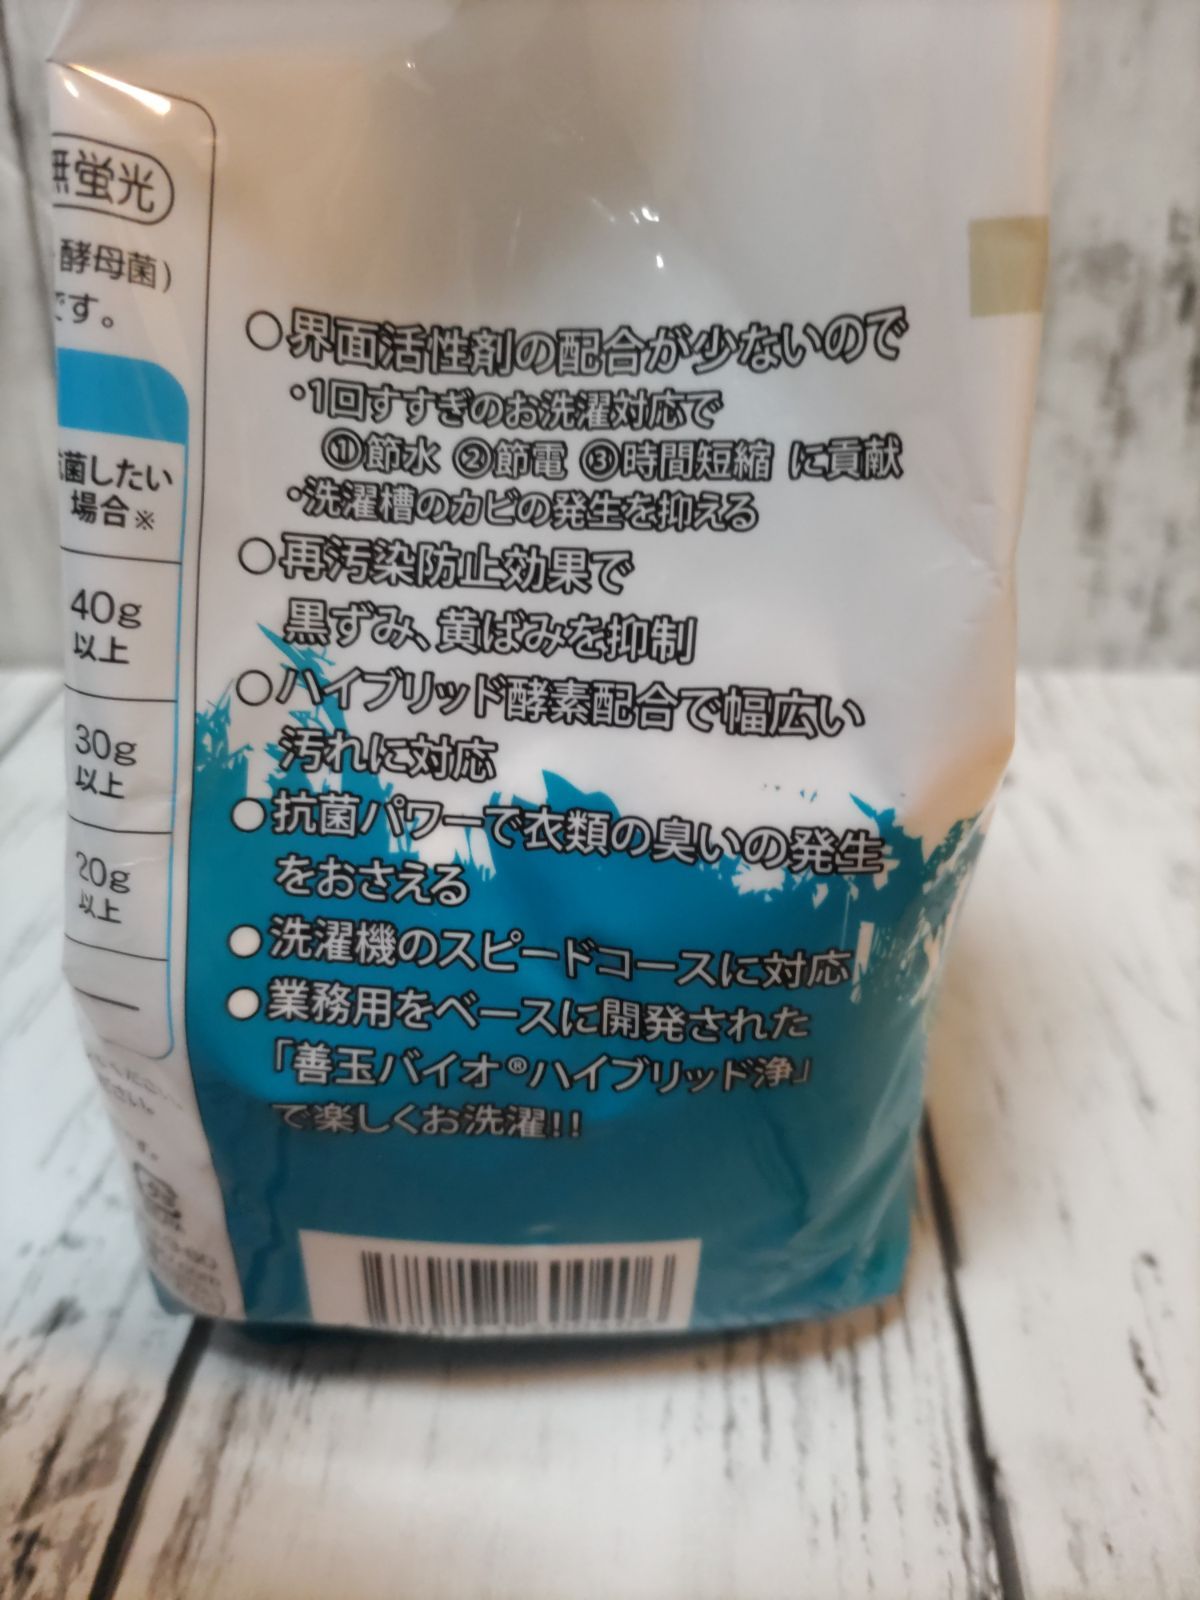 無蛍光
酵母菌)
です。
菌したい
場合※
40g
以上
30g
以上
20g
以上
○界面活性剤の配合が少ないので
・1回すすぎのお洗濯対応で
①節水 ②節電 ③時間短縮 に貢献
・洗濯槽のカビの発生を抑える
○再汚染防止効果で
黒ずみ、黄ばみを抑制
○ハイブリッド酵素配合で幅広い
汚れに対応
●抗菌パワーで衣類の臭いの発生
をおさえる
●洗濯機のスピードコースに対応
●業務用をベースに開発された
「善玉バイオ®ハイブリッド浄」
で楽しくお洗濯!!